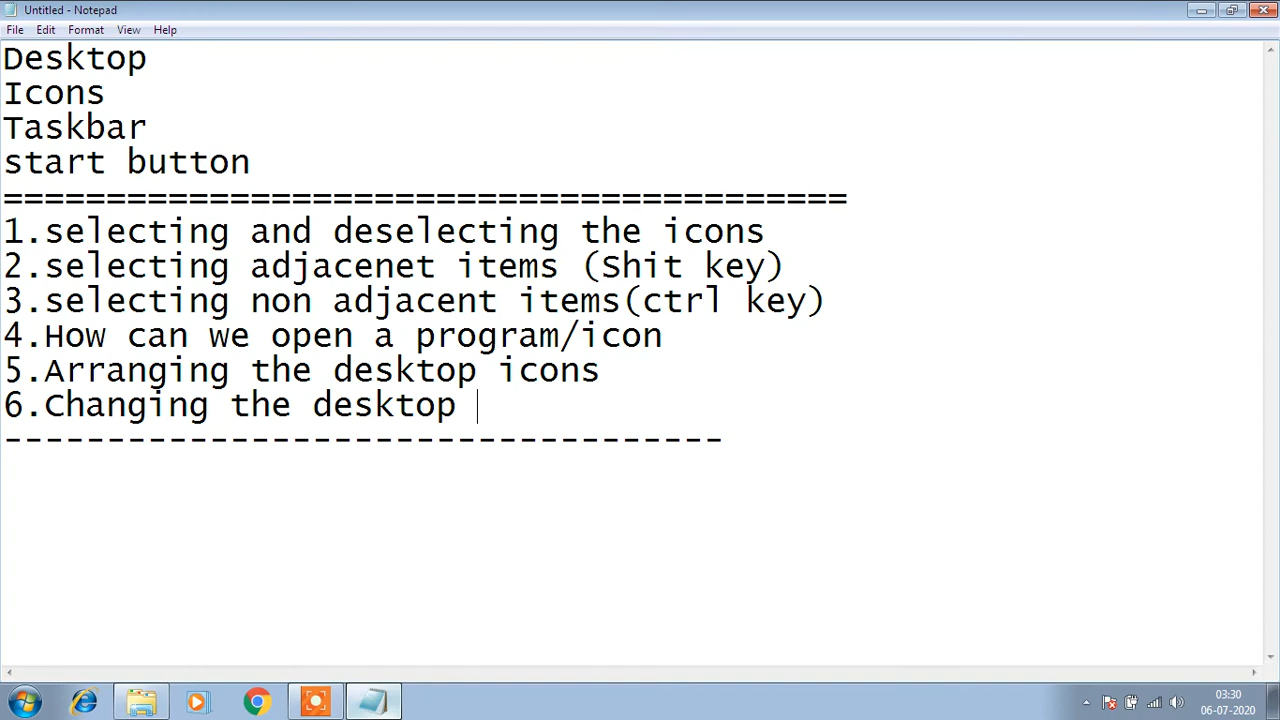 Untitled - Notepad
File Edit Format View Help
Desktop
Icons
Taskbar
start button
=========================================
1.selecting and deselecting the icons
2.selecting adjacenet items (Shit key)
3.selecting non adjacent items(ctrl key)
4.How can we open a program/icon
5.Arranging the desktop icons
6.Changing the desktop
-----------------------------------
03:30
06-07-2020